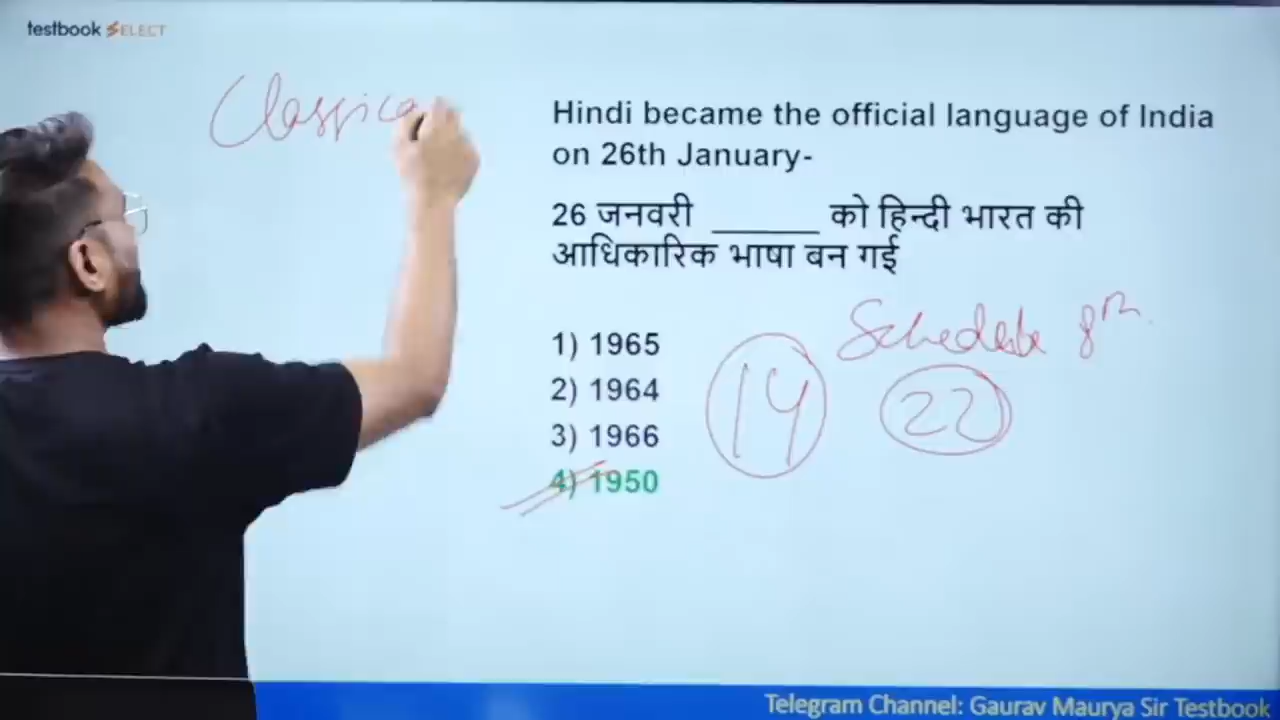 testbook SELECT
Classica
Hindi became the official language of India
on 26th January-
26 जनवरी ______ को हिन्दी भारत की
आधिकारिक भाषा बन गई
1) 1965
2) 1964
3) 1966
4) 1950
Schedule 8th
14
22
Telegram Channel: Gaurav Maurya Sir Testbook